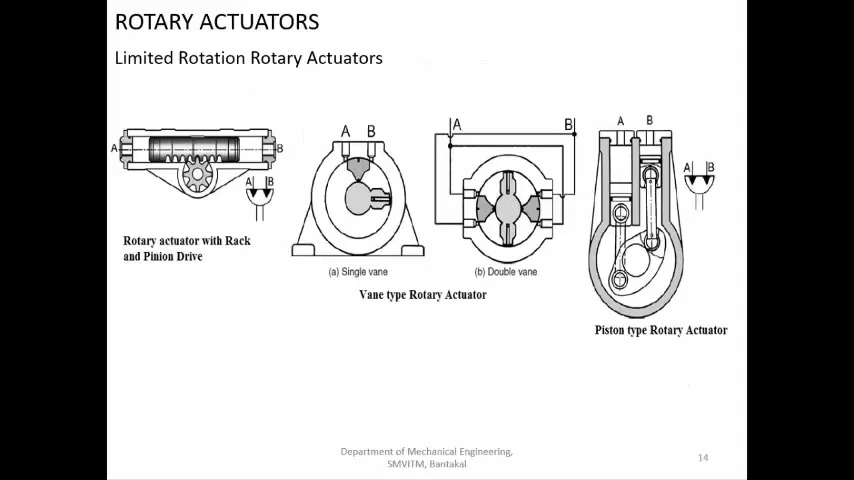 ROTARY ACTUATORS
Limited Rotation Rotary Actuators
A
B
A B
Rotary actuator with Rack
and Pinion Drive
A B
(a) Single vane
A
B
(b) Double vane
Vane type Rotary Actuator
A B
A B
Piston type Rotary Actuator
Department of Mechanical Engineering,
SMVITM, Bantakal
14